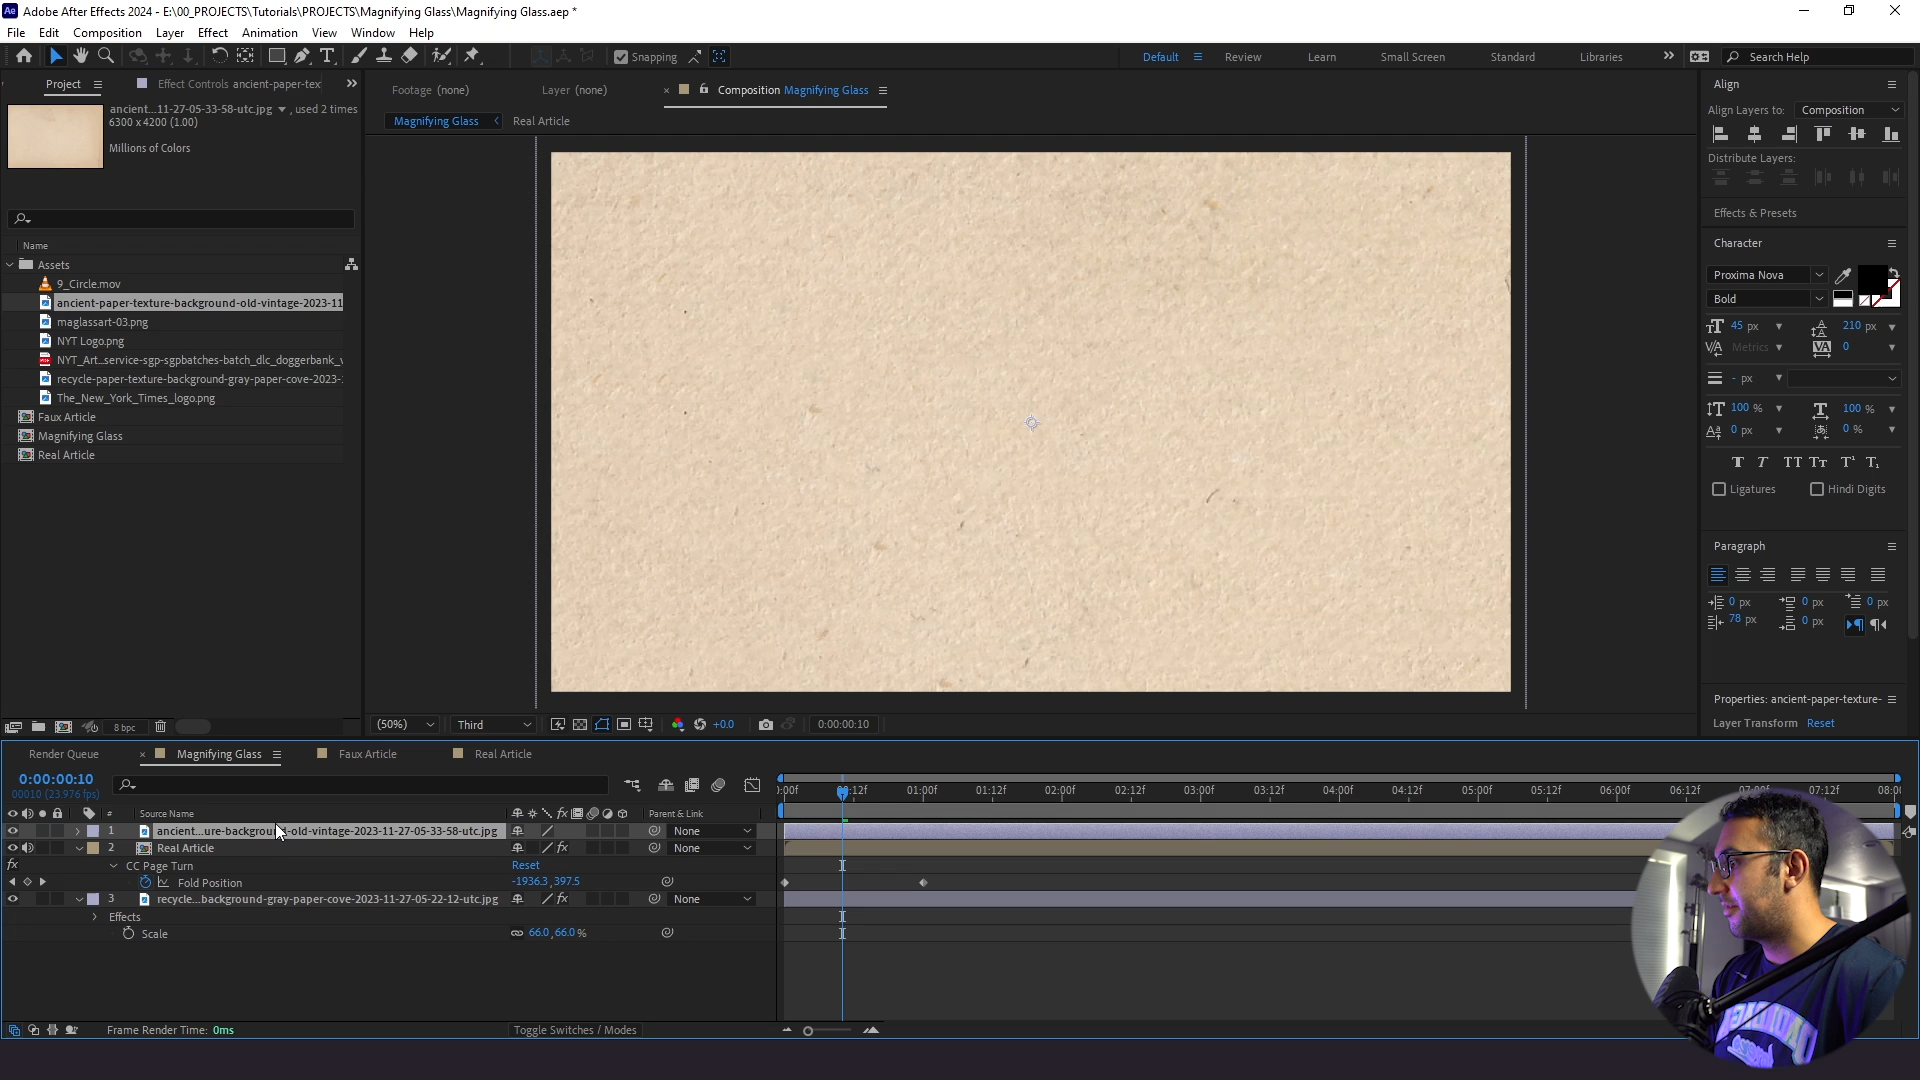 Adobe After Effects 2024 - E:\00_PROJECTS\Tutorials\PROJECTS\Magnifying Glass\Magnifying Glass.aep *
File Edit Composition Layer Effect Animation View Window Help
Snapping
Default Review Learn Small Screen Standard Libraries Search Help
Project Effect Controls ancient-paper-tex
ancient...11-27-05-33-58-utc.jpg , used 2 times
6300 x 4200 (1.00)
Millions of Colors
Name
Assets
9_Circle.mov
ancient-paper-texture-background-old-vintage-2023-11
maglassart-03.png
NYT Logo.png
NYT_Art_service-sgp-sgpbatches-batch_dlc_doggerbank_v
recycle-paper-texture-background-gray-paper-cove-2023-
The_New_York_Times_logo.png
Faux Article
Magnifying Glass
Real Article
8 bpc
Footage (none) Layer (none) Composition Magnifying Glass
Magnifying Glass Real Article
(50%) Third +0.0 0:00:00:10
Align
Align Layers to: Composition
Distribute Layers:
Effects & Presets
Character
Proxima Nova
Bold
45 px 210 px
Metrics 0
- px
100 % 100 %
0 px 0 %
Ligatures Hindi Digits
Paragraph
0 px 0 px 0 px
78 px 0 px
Properties: ancient-paper-texture-
Layer Transform Reset
Render Queue Magnifying Glass Faux Article Real Article
0:00:00:10
00010 (23.976 fps)
:00f 00:12f 01:00f 01:12f 02:00f 02:12f 03:00f 03:12f 04:00f 04:12f 05:00f 05:12f 06:00f 06:12f 07:00f 07:12f 08:00
# Source Name Parent & Link
1 ancient...ure-background-old-vintage-2023-11-27-05-33-58-utc.jpg None
2 Real Article None
CC Page Turn Reset
Fold Position -1936.3, 397.5
3 recycle...background-gray-paper-cove-2023-11-27-05-22-12-utc.jpg None
Effects
Scale 66.0, 66.0 %
Frame Render Time: 0ms Toggle Switches / Modes